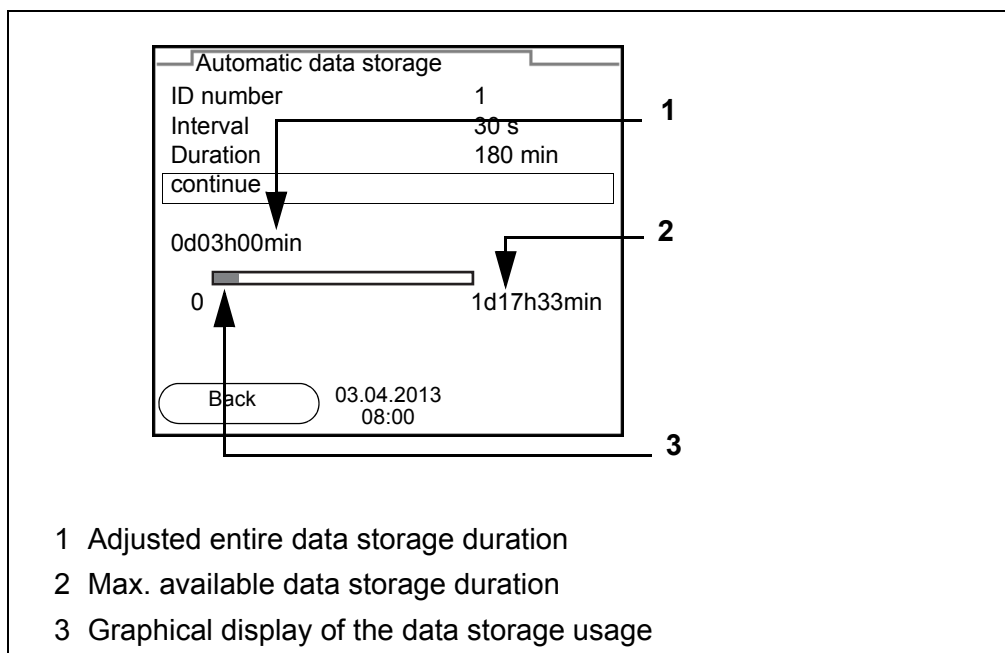 Automatic data storage
ID number 1
Interval 30 s
Duration 180 min
continue
0d03h00min
0 1d17h33min
Back 03.04.2013
08:00
1
2
3
1 Adjusted entire data storage duration
2 Max. available data storage duration
3 Graphical display of the data storage usage